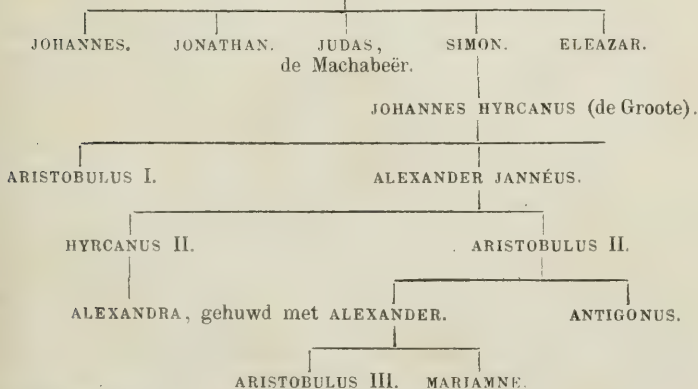 JOHANNES. JONATHAN. JUDAS, SIMON. ELEAZAR.
de Machabeër.
JOHANNES HYRCANUS (de Groote).
ARISTOBULUS I. ALEXANDER JANNÉUS.
HYRCANUS II. ARISTOBULUS II.
ALEXANDRA, gehuwd met ALEXANDER. ANTIGONUS.
ARISTOBULUS III. MARIAMNE.